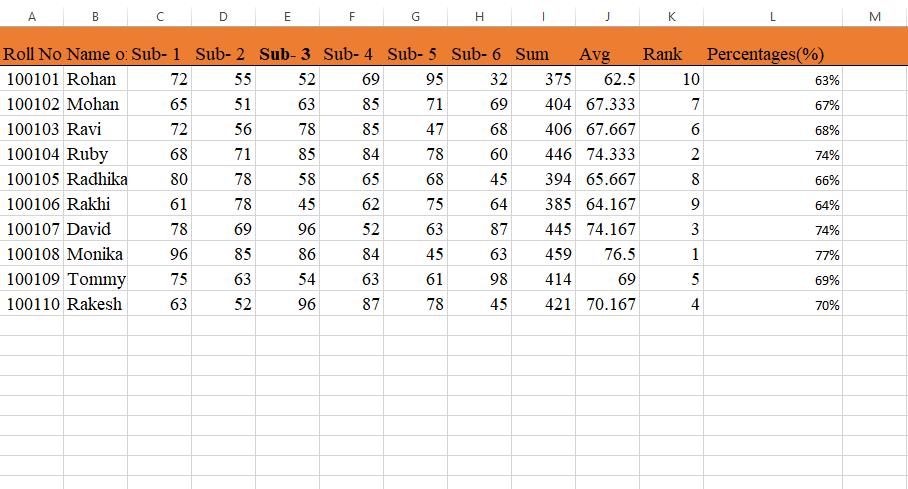 A B C D E F G H I J K L M
Roll No Name o Sub- 1 Sub- 2 Sub- 3 Sub- 4 Sub- 5 Sub- 6 Sum Avg Rank Percentages(%)
100101 Rohan 72 55 52 69 95 32 375 62.5 10 63%
100102 Mohan 65 51 63 85 71 69 404 67.333 7 67%
100103 Ravi 72 56 78 85 47 68 406 67.667 6 68%
100104 Ruby 68 71 85 84 78 60 446 74.333 2 74%
100105 Radhika 80 78 58 65 68 45 394 65.667 8 66%
100106 Rakhi 61 78 45 62 75 64 385 64.167 9 64%
100107 David 78 69 96 52 63 87 445 74.167 3 74%
100108 Monika 96 85 86 84 45 63 459 76.5 1 77%
100109 Tommy 75 63 54 63 61 98 414 69 5 69%
100110 Rakesh 63 52 96 87 78 45 421 70.167 4 70%